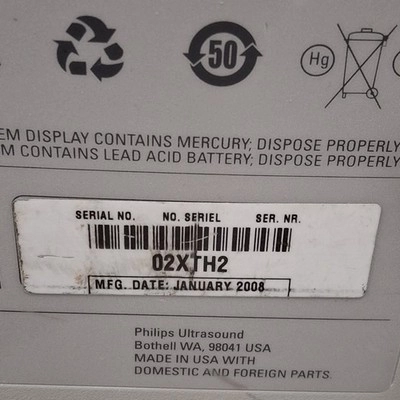 50
Hg
EM DISPLAY CONTAINS MERCURY; DISPOSE PROPERLY
M CONTAINS LEAD ACID BATTERY; DISPOSE PROPERLY
SERIAL NO. NO. SERIEL SER. NR.
02XTH2
MFG. DATE: JANUARY 2008
Philips Ultrasound
Bothell WA, 98041 USA
MADE IN USA WITH
DOMESTIC AND FOREIGN PARTS